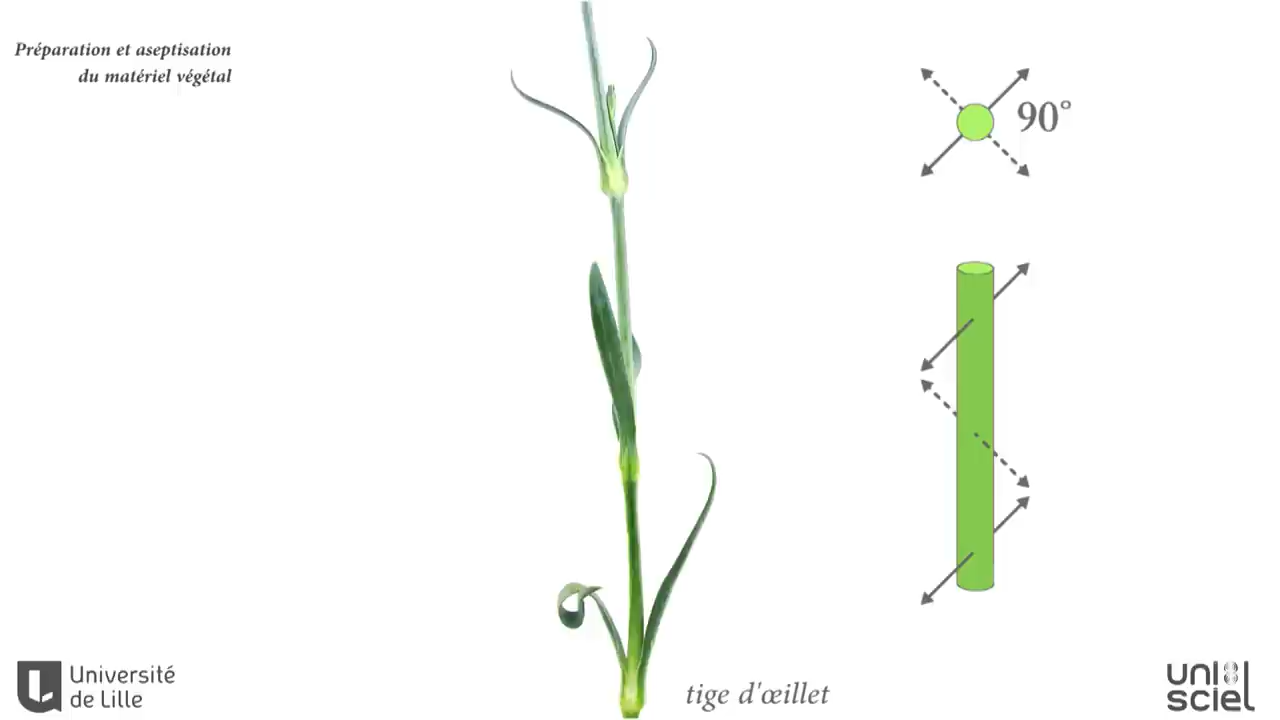 Préparation et aseptisation
du matériel végétal
90°
tige d'œillet
Université
de Lille
uni
sciel